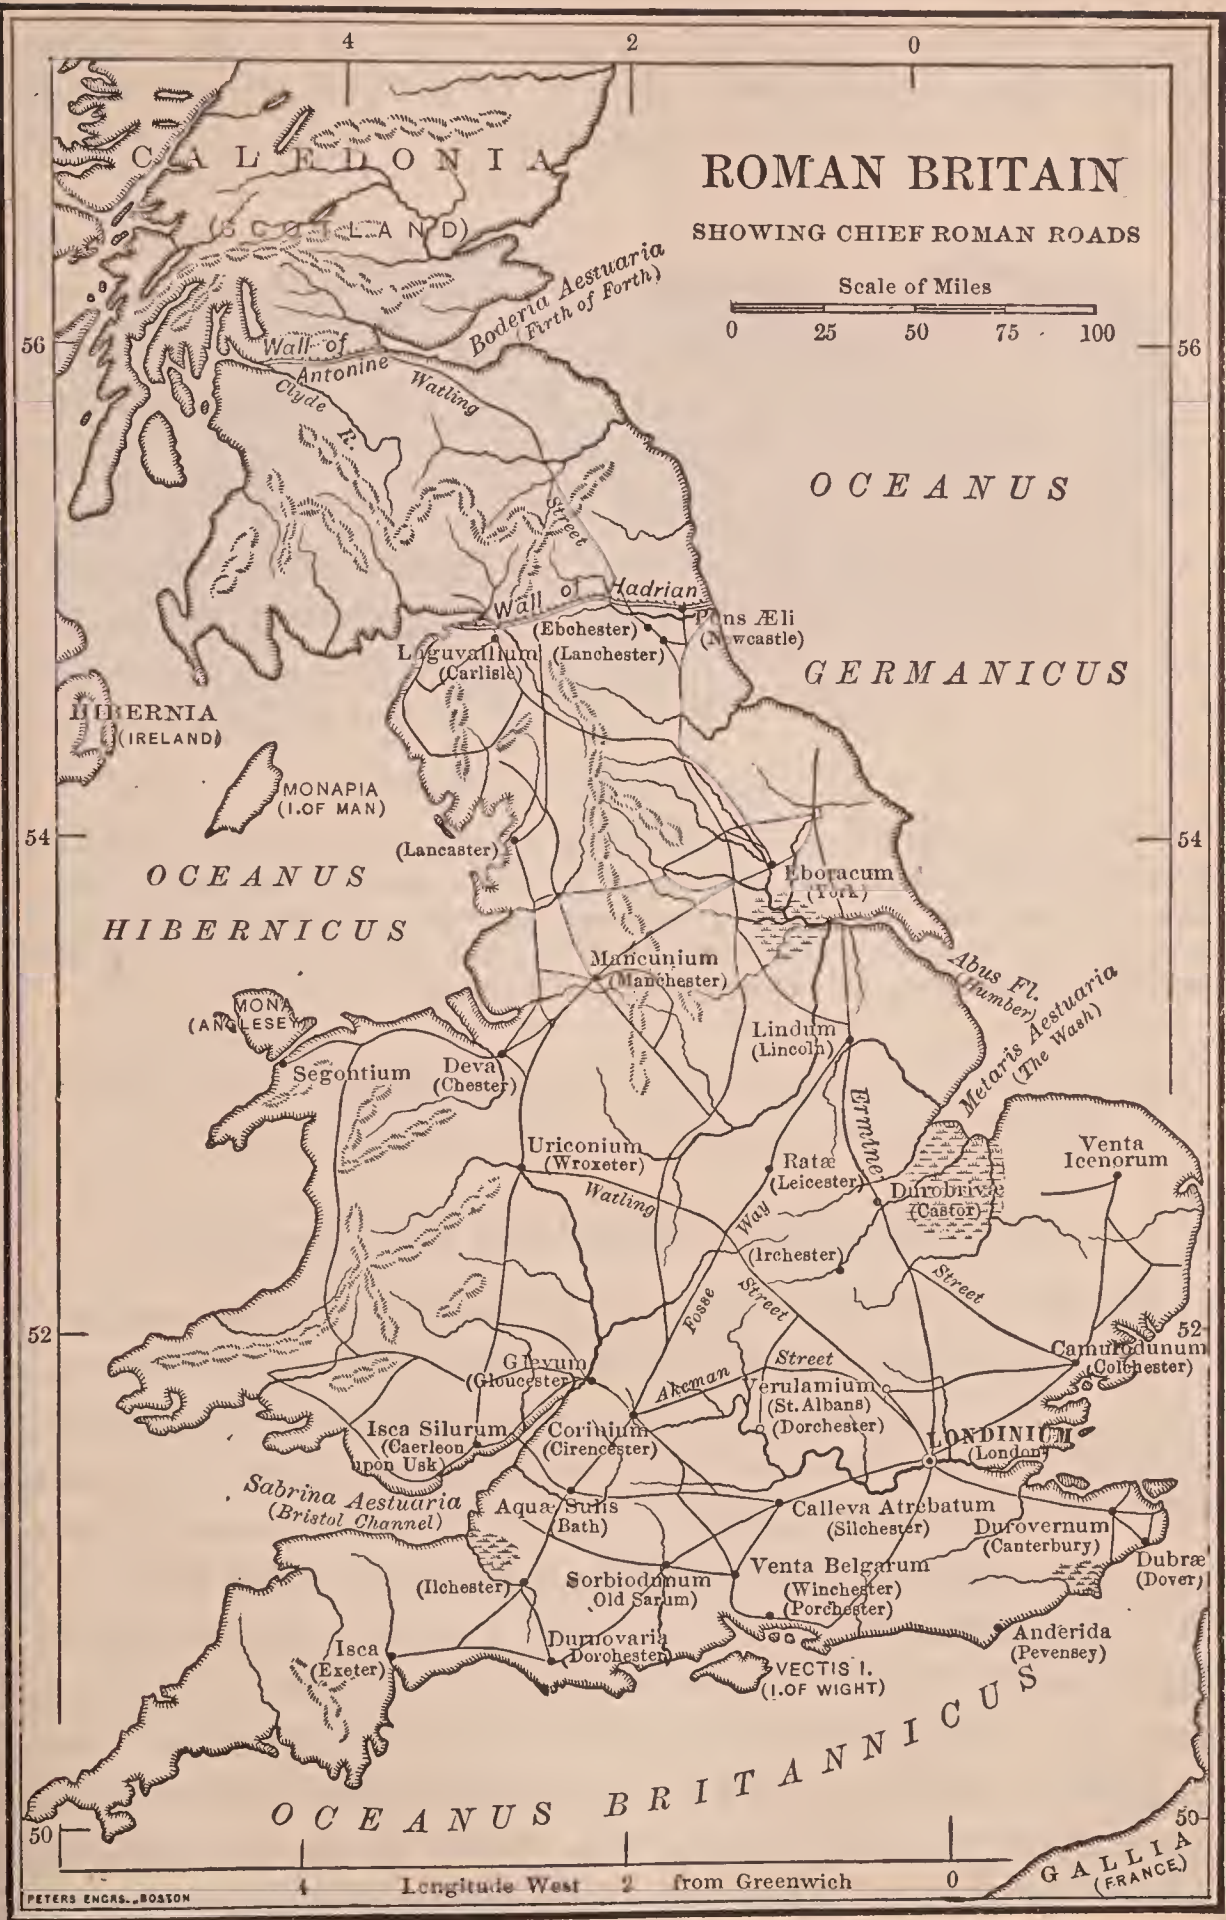 4
2
0
CALEDONIA
(SCOTLAND)
ROMAN BRITAIN
SHOWING CHIEF ROMAN ROADS
Scale of Miles
0 25 50 75 100
Boderia Aestuaria
(Firth of Forth)
56
56
Wall of
Antonine
Watling
Clyde
R.
Street
OCEANUS
Wall of Hadrian
Pons Æli
(Newcastle)
(Ebchester)
(Lanchester)
Luguvallium
(Carlisle)
GERMANICUS
HIBERNIA
(IRELAND)
MONAPIA
(I.OF MAN)
54
54
(Lancaster)
OCEANUS
HIBERNICUS
Eboracum
(York)
Mancunium
(Manchester)
Abus Fl.
(Humber)
Metaris Aestuaria
(The Wash)
MONA
(ANGLESEY)
Segontium
Deva
(Chester)
Lindum
(Lincoln)
Ermine
Uriconium
(Wroxeter)
Ratæ
(Leicester)
Venta
Icenorum
Watling
Way
Durobrivæ
(Castor)
(Irchester)
Street
Street
Fosse
52
52
Camulodunum
(Colchester)
Glevum
(Gloucester)
Akeman
Street
Verulamium
(St. Albans)
(Dorchester)
Isca Silurum
(Caerleon
upon Usk)
Corinium
(Cirencester)
LONDINIUM
(London)
Sabrina Aestuaria
(Bristol Channel)
Aquæ Sulis
(Bath)
Calleva Atrebatum
(Silchester)
Durovernum
(Canterbury)
Dubræ
(Dover)
(Ilchester)
Sorbiodunum
Old Sarum)
Venta Belgarum
(Winchester)
(Porchester)
Isca
(Exeter)
Durnovaria
(Dorchester)
Anderida
(Pevensey)
VECTIS I.
(I.OF WIGHT)
OCEANUS BRITANNICUS
50
50
GALLIA
(FRANCE.)
4 Longitude West 2 from Greenwich 0
PETERS ENGRS., BOSTON